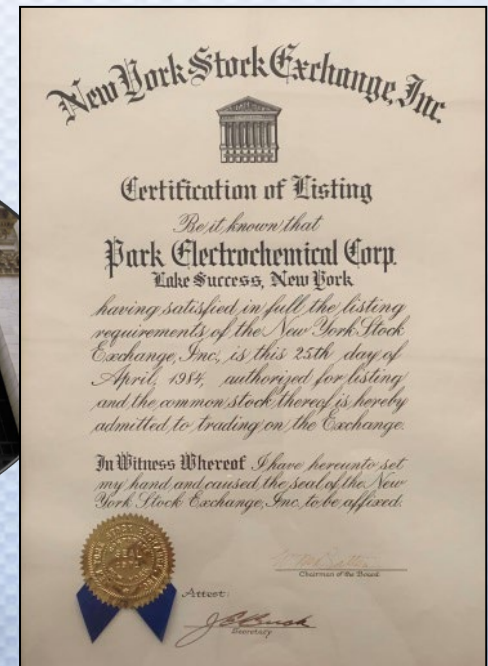 New York Stock Exchange, Inc.
Certification of Listing
Be it known that
Park Electrochemical Corp.
Lake Success, New York
having satisfied in full the listing
requirements of the New York Stock
Exchange, Inc., is this 25th day of
April, 1984, authorized for listing
and the common stock thereof is hereby
admitted to trading on the Exchange.
In Witness Whereof I have hereunto set
my hand and caused the seal of the New
York Stock Exchange, Inc. to be affixed.
SEAL
Chairman of the Board
Attest:
Secretary